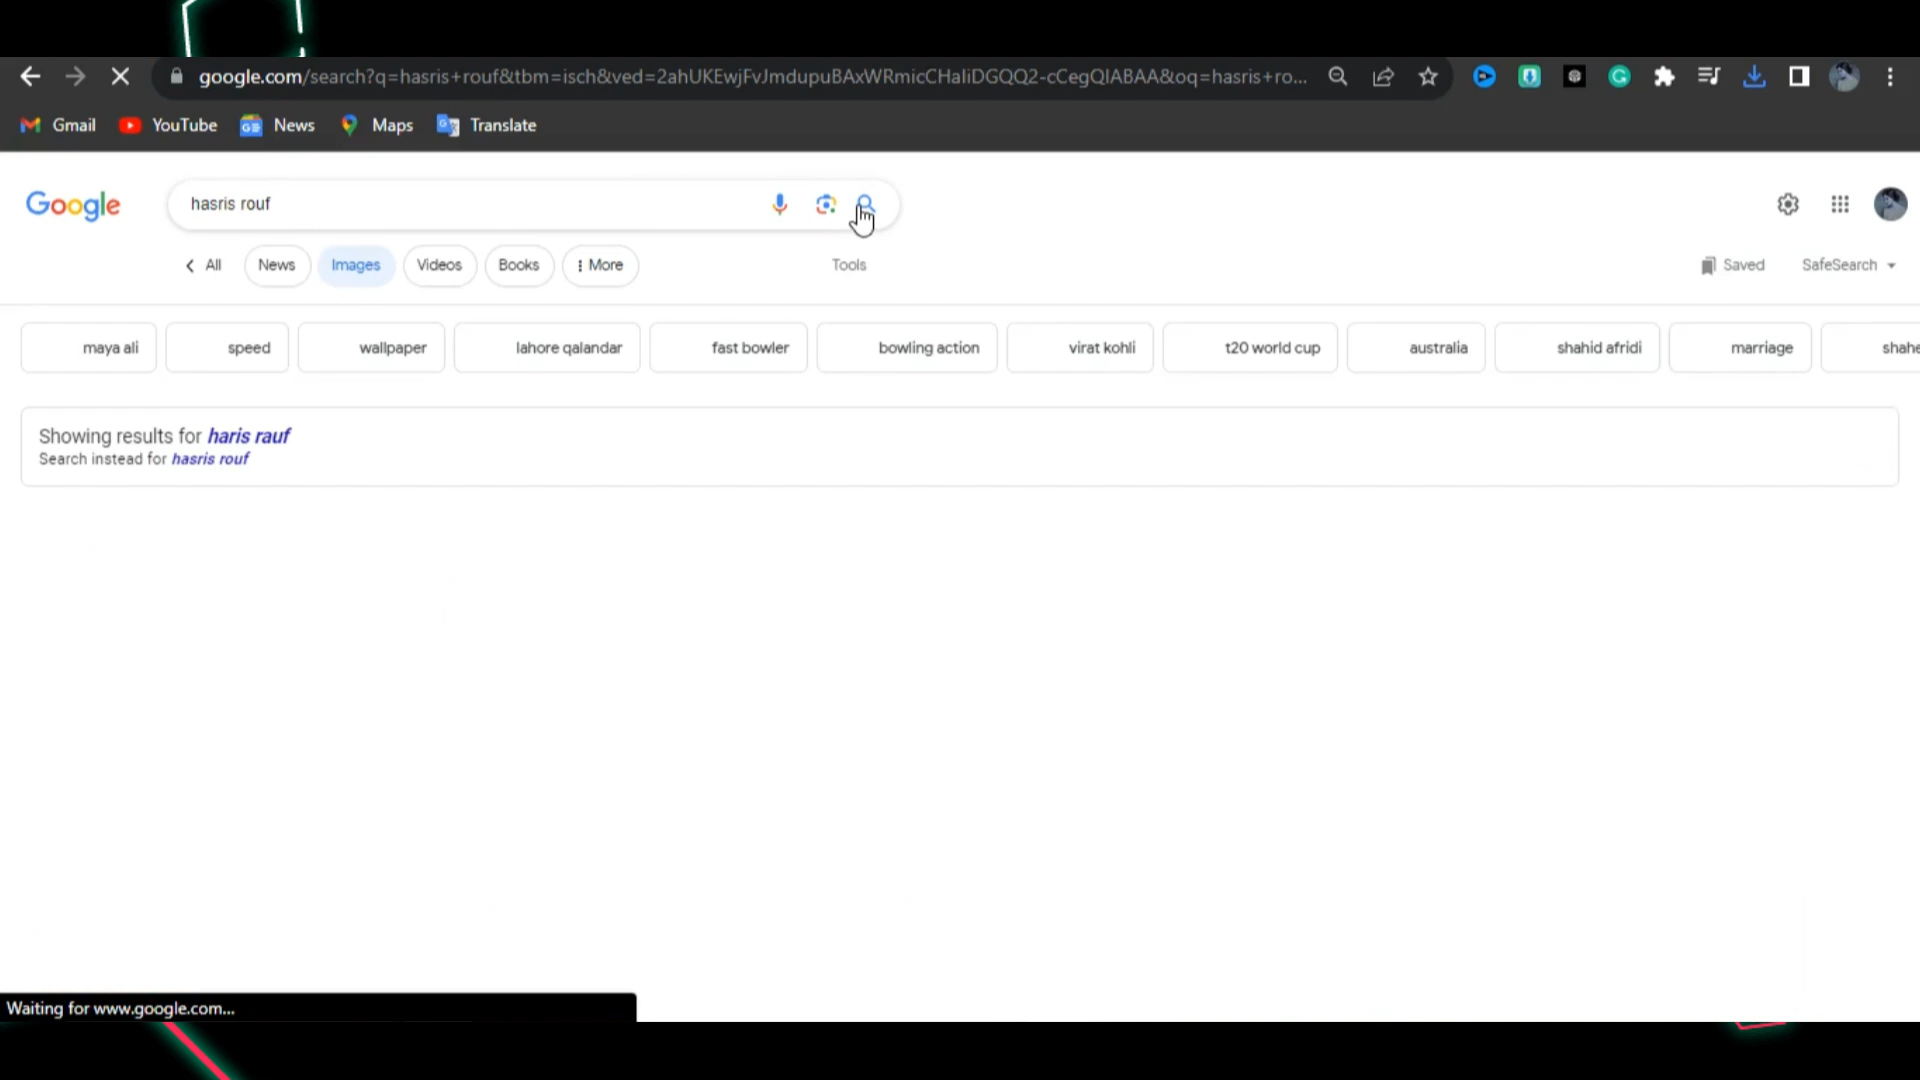 google.com/search?q=hasris+rouf&tbm=isch&ved=2ahUKEwjFvJmdupuBAxWRmicCHaliDGQQ2-cCegQIABAA&oq=hasris+ro...
Gmail YouTube News Maps Translate
Google hasris rouf
All News Images Videos Books More Tools Saved SafeSearch
maya ali speed wallpaper lahore qalandar fast bowler bowling action virat kohli t20 world cup australia shahid afridi marriage shahe
Showing results for haris rauf
Search instead for hasris rouf
Waiting for www.google.com...